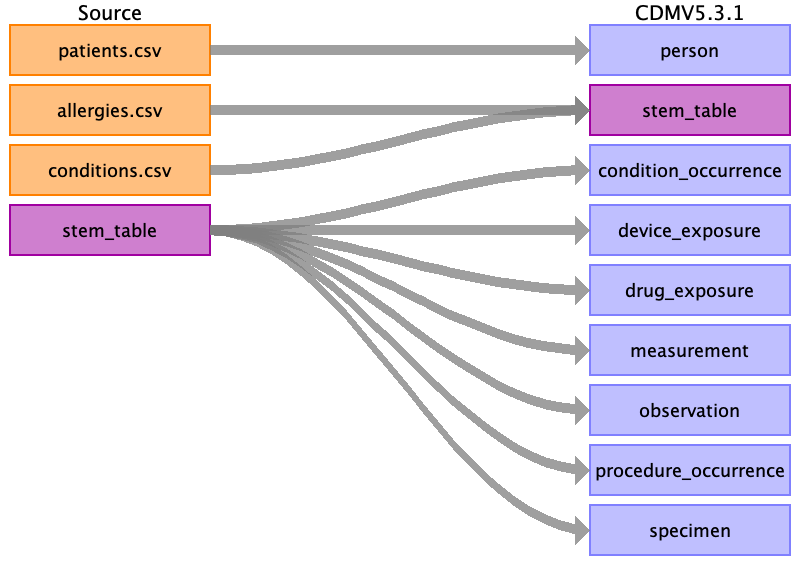 Source CDMV5.3.1
patients.csv person
allergies.csv stem_table
conditions.csv condition_occurrence
stem_table device_exposure
drug_exposure
measurement
observation
procedure_occurrence
specimen